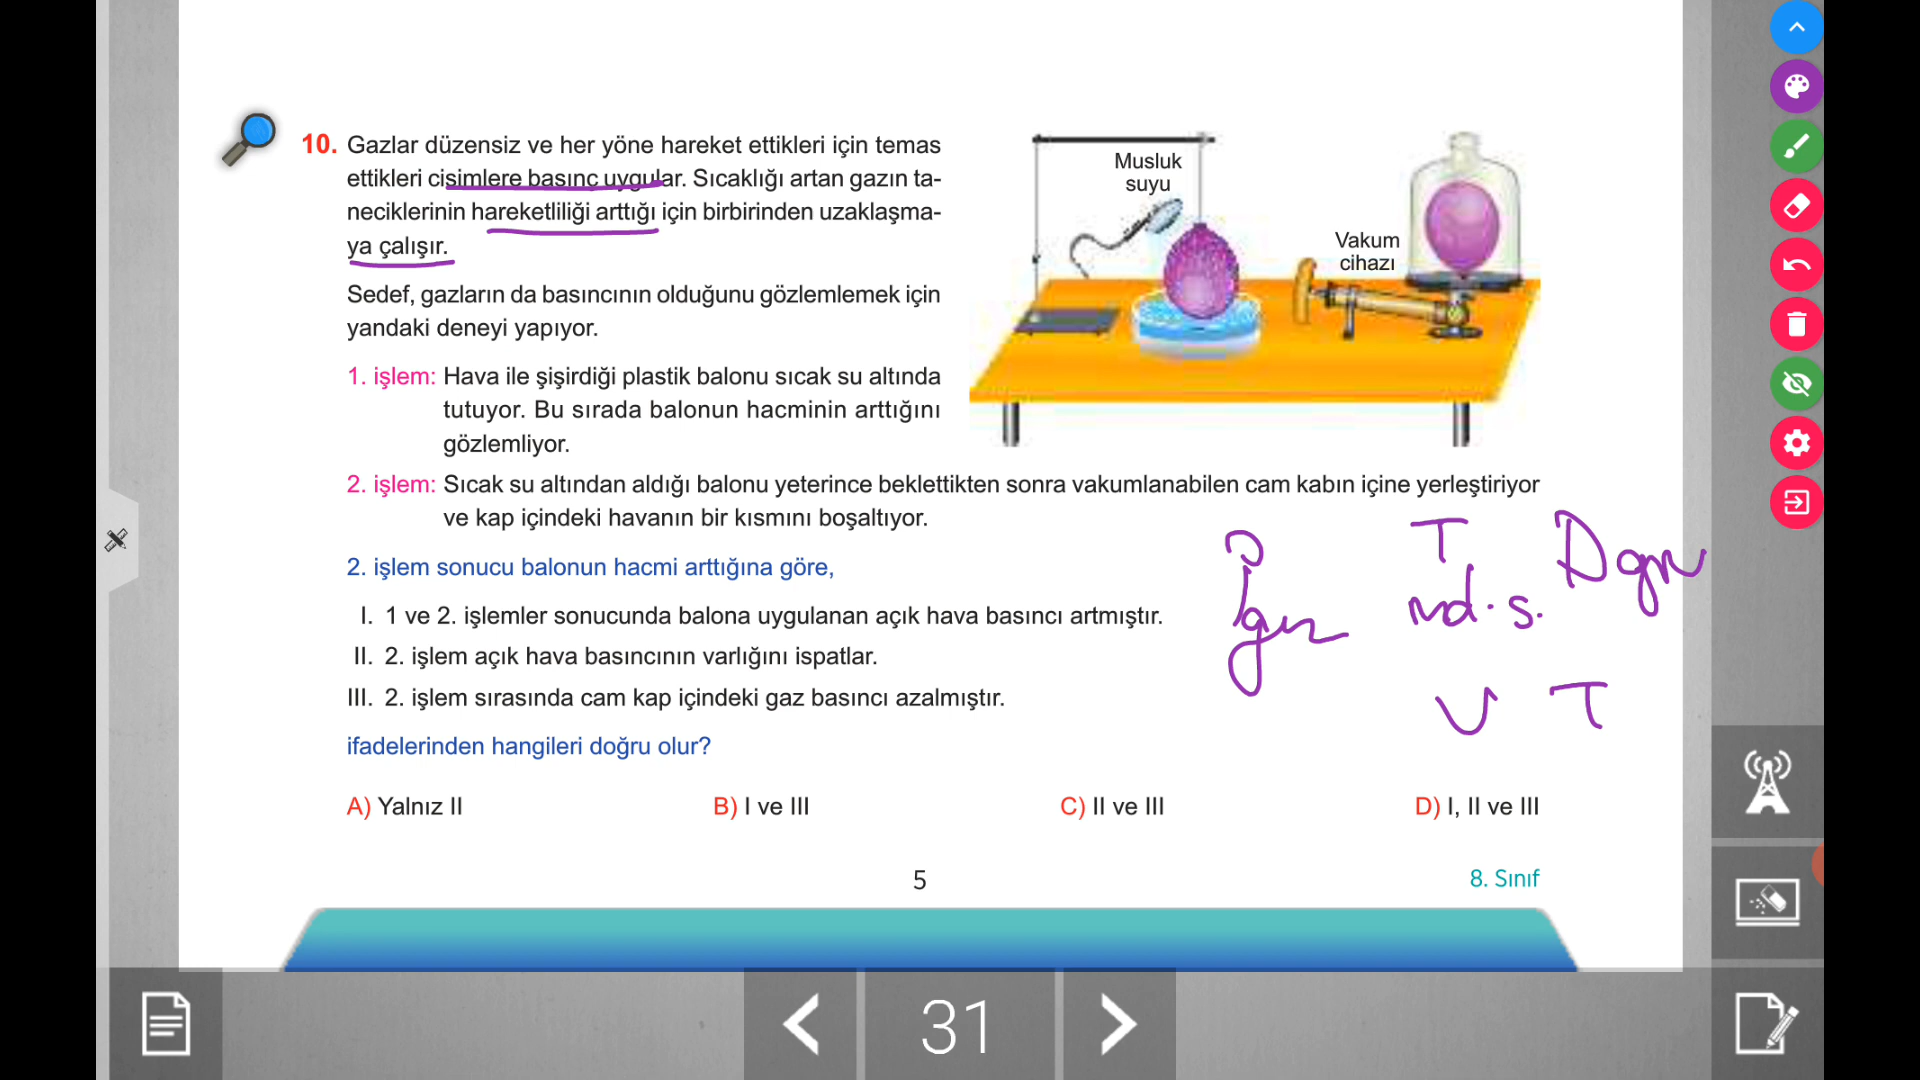 10. Gazlar düzensiz ve her yöne hareket ettikleri için temas
ettikleri cisimlere basınç uygular. Sıcaklığı artan gazın ta-
neciklerinin hareketliliği arttığı için birbirinden uzaklaşma-
ya çalışır.
Sedef, gazların da basıncının olduğunu gözlemlemek için
yandaki deneyi yapıyor.
1. işlem: Hava ile şişirdiği plastik balonu sıcak su altında
tutuyor. Bu sırada balonun hacminin arttığını
gözlemliyor.
Musluk
suyu
Vakum
cihazı
2. işlem: Sıcak su altından aldığı balonu yeterince beklettikten sonra vakumlanabilen cam kabın içine yerleştiriyor
ve kap içindeki havanın bir kısmını boşaltıyor.
2. işlem sonucu balonun hacmi arttığına göre,
I. 1 ve 2. işlemler sonucunda balona uygulanan açık hava basıncı artmıştır.
II. 2. işlem açık hava basıncının varlığını ispatlar.
III. 2. işlem sırasında cam kap içindeki gaz basıncı azalmıştır.
ifadelerinden hangileri doğru olur?
A) Yalnız II B) I ve III C) II ve III D) I, II ve III
T
V T
5
8. Sınıf
31